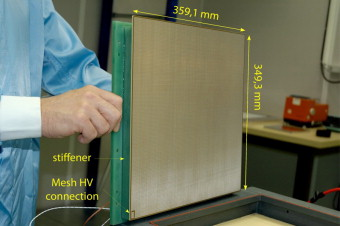 359,1 mm
349,3 mm
stiffener
Mesh HV
connection